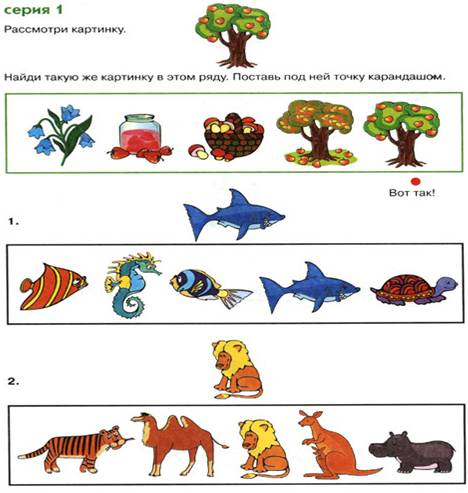 серия 1
Рассмотри картинку.
Найди такую же картинку в этом ряду. Поставь под ней точку карандашом.
Вот так!
1.
2.